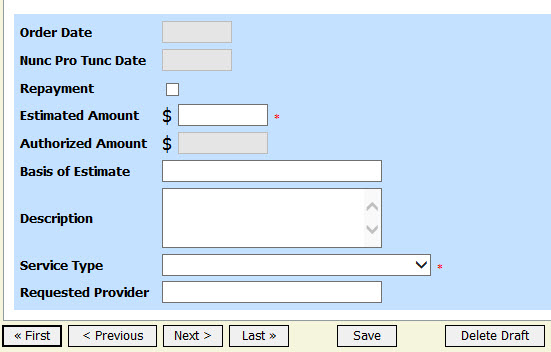 Order Date
Nunc Pro Tunc Date
Repayment
Estimated Amount $ *
Authorized Amount $
Basis of Estimate
Description
Service Type *
Requested Provider
« First < Previous Next > Last » Save Delete Draft